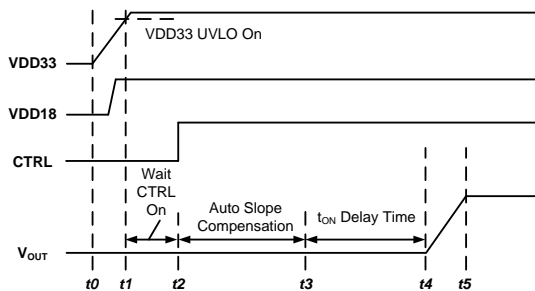 VDD33 UVLO On
VDD33
VDD18
CTRL
Wait
CTRL
On
Auto Slope
Compensation
tON Delay Time
VOUT
t0 t1 t2 t3 t4 t5